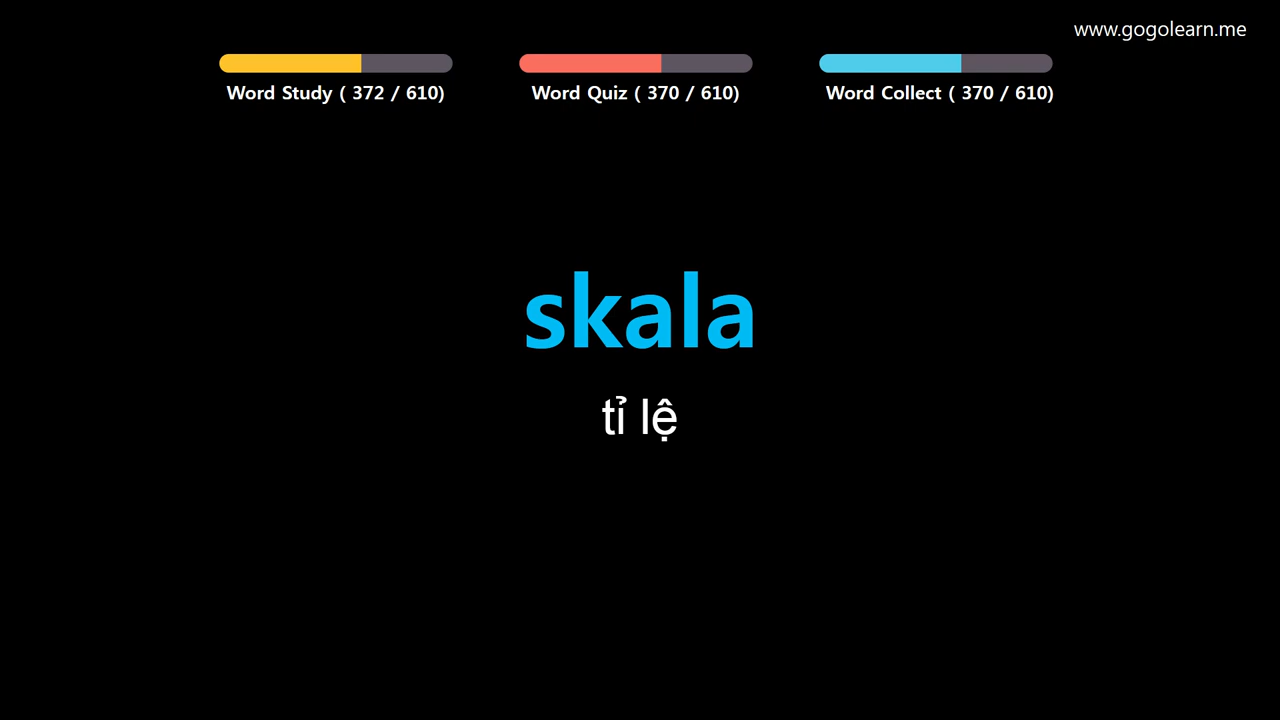 www.gogolearn.me
Word Study ( 372 / 610)
Word Quiz ( 370 / 610)
Word Collect ( 370 / 610)
skala
tỉ lệ